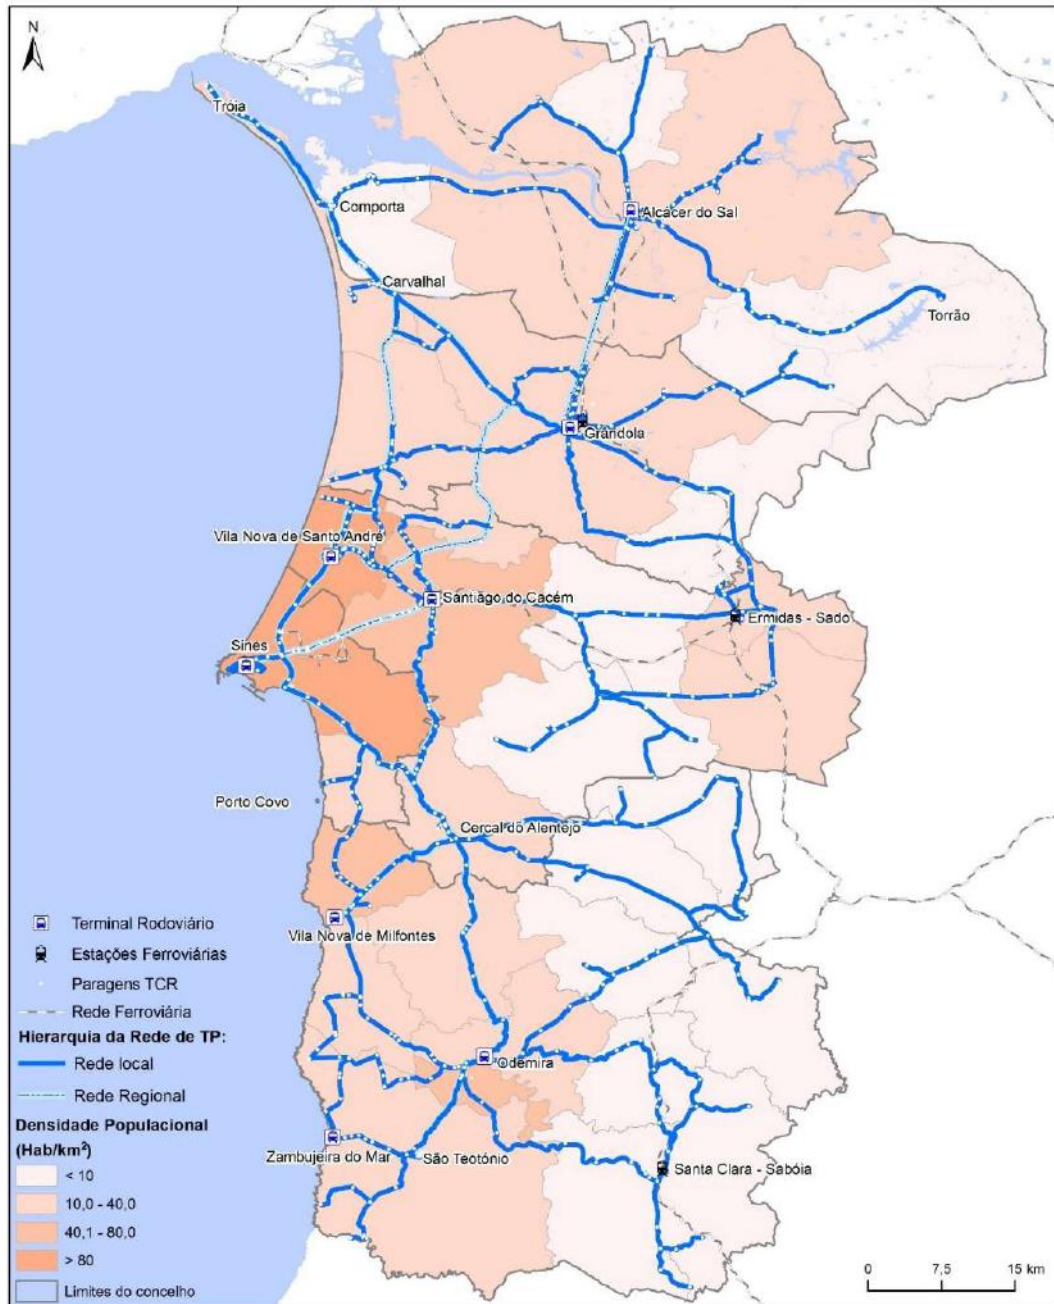 N
Tróia
Comporta
Alcácer do Sal
Carvalhal
Torrão
Grândola
Vila Nova de Santo André
Santiago do Cacém
Ermidas - Sado
Sines
Porto Covo
Cercal do Alentejo
Vila Nova de Milfontes
Odemira
Zambujeira do Mar
São Teotónio
Santa Clara - Sabóia
Terminal Rodoviário
Estações Ferroviárias
Paragens TCR
Rede Ferroviária
Hierarquia da Rede de TP:
Rede local
Rede Regional
Densidade Populacional
(Hab/km²)
< 10
10,0 - 40,0
40,1 - 80,0
> 80
Limites do concelho
0 7,5 15 km